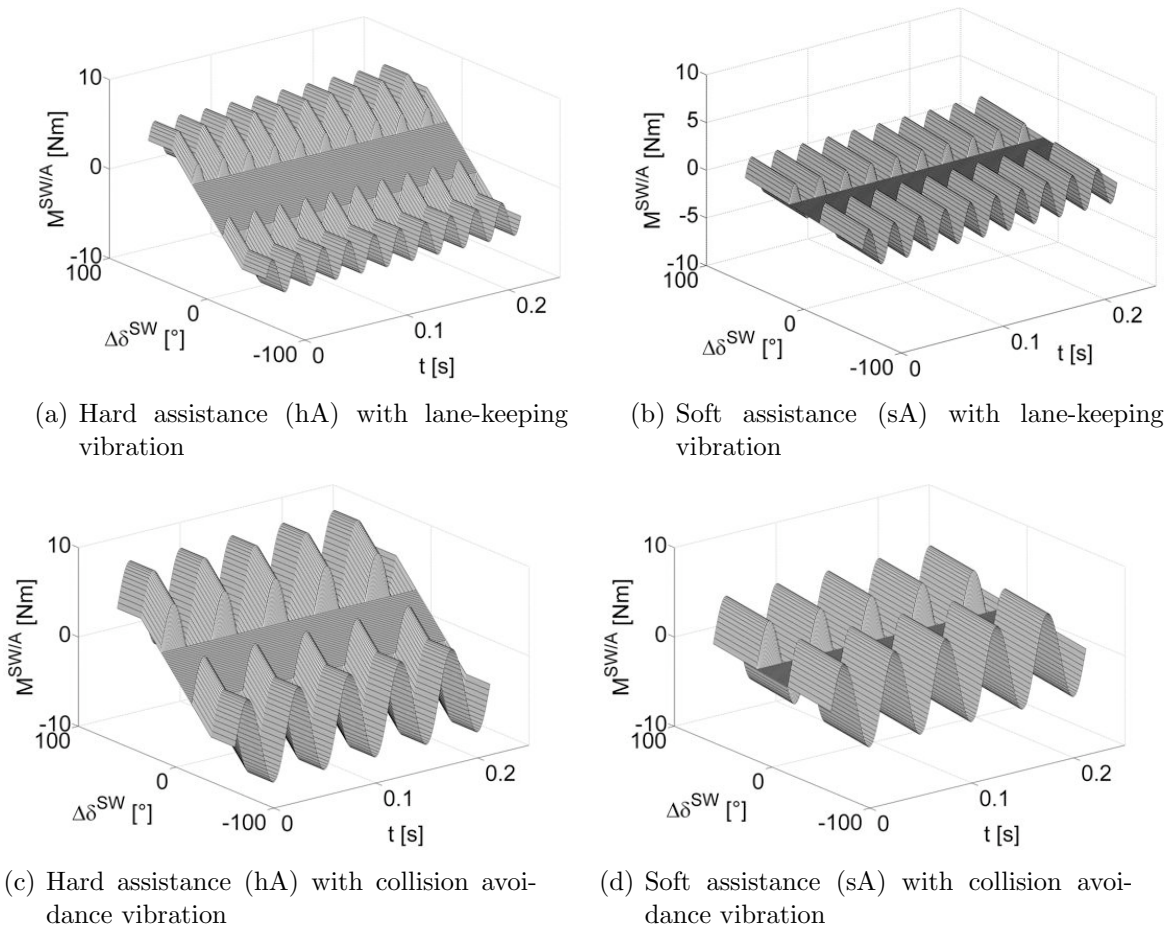 10
0
-10
100
0
-100
0
0.1
0.2
M^SW/A [Nm]
Δδ^SW [°]
t [s]
10
5
0
-5
-10
100
0
-100
0
0.1
0.2
M^SW/A [Nm]
Δδ^SW [°]
t [s]
(a) Hard assistance (hA) with lane-keeping
vibration
(b) Soft assistance (sA) with lane-keeping
vibration
10
0
-10
100
0
-100
0
0.1
0.2
M^SW/A [Nm]
Δδ^SW [°]
t [s]
10
0
-10
100
0
-100
0
0.1
0.2
M^SW/A [Nm]
Δδ^SW [°]
t [s]
(c) Hard assistance (hA) with collision avoi-
dance vibration
(d) Soft assistance (sA) with collision avoi-
dance vibration